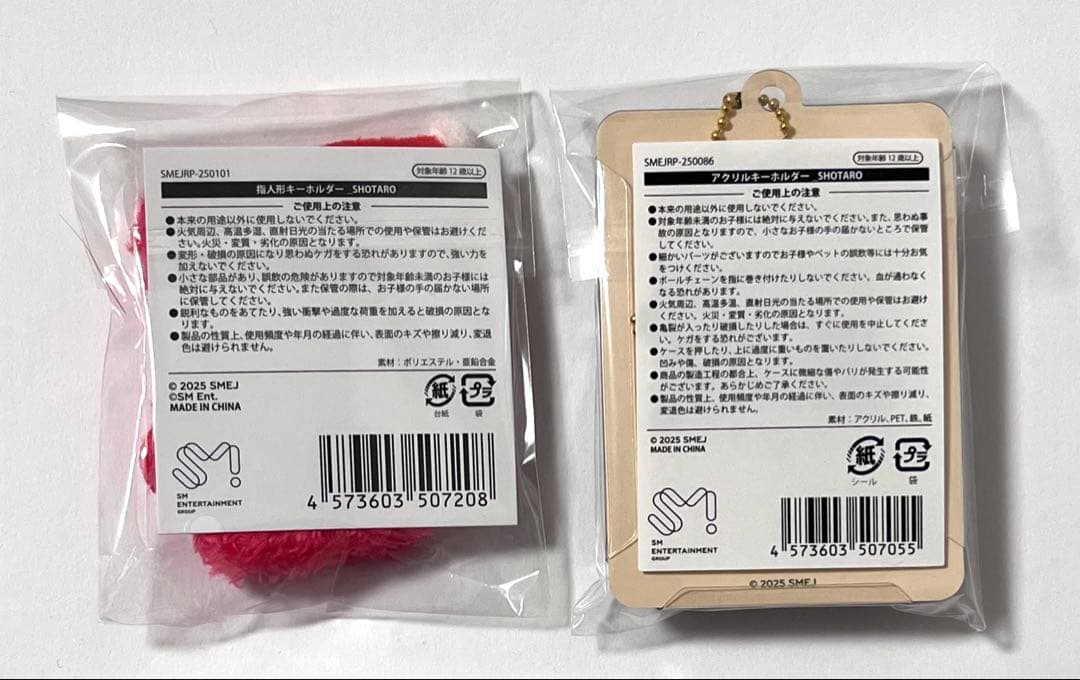 SMEJRP-250101
対象年齢 12 歳以上
指人形キーホルダー _SHOTARO
ご使用上の注意
●本来の用途以外に使用しないでください。
●火気周辺、高温多湿、直射日光の当たる場所での使用や保管はお避けくだ
さい。火災・変質・劣化の原因となります。
●変形・破損の原因になり思わぬケガをする恐れがありますので、強い力を
加えないでください。
●小さな部品があり、誤飲の危険がありますので対象年齢未満のお子様には
絶対に与えないでください。また保管の際は、お子様の手の届かない場所
に保管してください。
●鋭利なものをあてたり、強い衝撃や過度な荷重を加えると破損の原因とな
ります。
●製品の性質上、使用頻度や年月の経過に伴い、表面のキズや擦り減り、変退
色は避けられません。
素材：ポリエステル・亜鉛合金
© 2025 SMEJ
©SM Ent.
MADE IN CHINA
紙
台紙
プラ
袋
SM
ENTERTAINMENT
GROUP
4 573603 507208
SMEJRP-250086
対象年齢 12 歳以上
アクリルキーホルダー _SHOTARO
ご使用上の注意
●本来の用途以外に使用しないでください。
●対象年齢未満のお子様には絶対に与えないでください。また、思わぬ事
故の原因となりますので、小さなお子様の手の届かないところで保管
してください。
●細かいパーツがございますのでお子様やペットの誤飲等には十分お気
をつけください。
●ボールチェーンを指に巻き付けたりしないでください。血が通わなく
なる恐れがあります。
●火気周辺、高温多湿、直射日光の当たる場所での使用や保管はお避け
ください。火災・変質・劣化の原因となります。
●亀裂が入ったり破損したりした場合は、すぐに使用を中止してくださ
い。ケガをする恐れがございます。
●ケースを押したり、上に過度に重いものを置いたりしないでください。
凹みや傷、破損の原因となります。
●商品の製造工程の都合上、ケースに微細な傷やバリが発生する可能性
がございます。あらかじめご了承ください。
●製品の性質上、使用頻度や年月の経過に伴い、表面のキズや擦り減り、
変退色は避けられません。
素材：アクリル、PET、鉄、紙
© 2025 SMEJ
MADE IN CHINA
紙
シール
プラ
袋
SM
ENTERTAINMENT
GROUP
4 573603 507055
© 2025 SMEJ